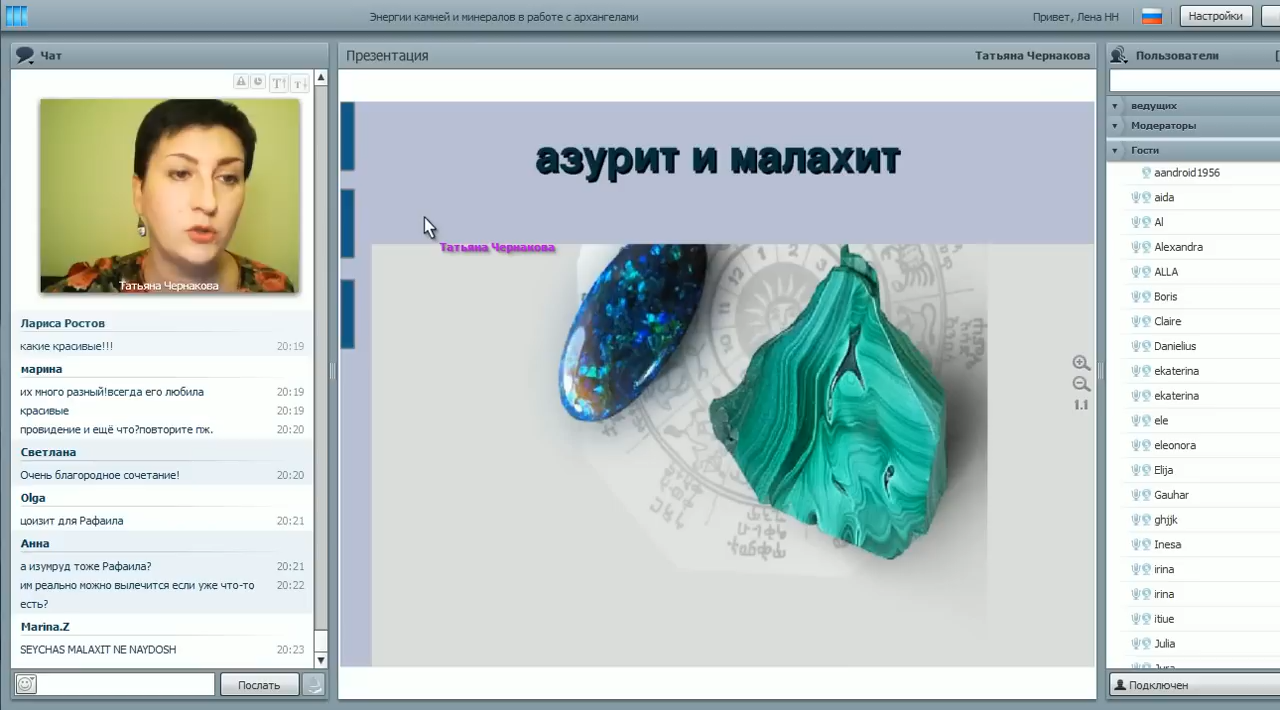 Энергии камней и минералов в работе с архангелами
Привет, Лена НН
Настройки
Чат
Татьяна Чернакова
Лариса Ростов
какие красивые!!! 20:19
марина
их много разный!всегда его любила 20:19
красивые 20:19
провидение и ещё что?повторите пж. 20:20
Светлана
Очень благородное сочетание! 20:20
Olga
цоизит для Рафаила 20:21
Анна
а изумруд тоже Рафаила? 20:21
им реально можно вылечится если уже что-то 20:22
есть?
Marina.Z
SEYCHAS MALAXIT NE NAYDOSH 20:23
Послать
Презентация
Татьяна Чернакова
азурит и малахит
Татьяна Чернакова
1:1
Пользователи
ведущих
Модераторы
Гости
aandroid1956
aida
Al
Alexandra
ALLA
Boris
Claire
Danielius
ekaterina
ekaterina
ele
eleonora
Elija
Gauhar
ghjjk
Inesa
irina
irina
itiue
Julia
Подключен